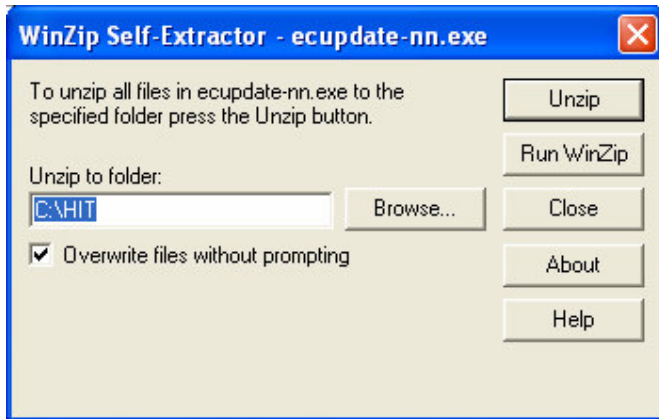 WinZip Self-Extractor - ecupdate-nn.exe
To unzip all files in ecupdate-nn.exe to the
specified folder press the Unzip button.
Unzip to folder:
C:\HIT
Browse...
Overwrite files without prompting
Unzip
Run WinZip
Close
About
Help